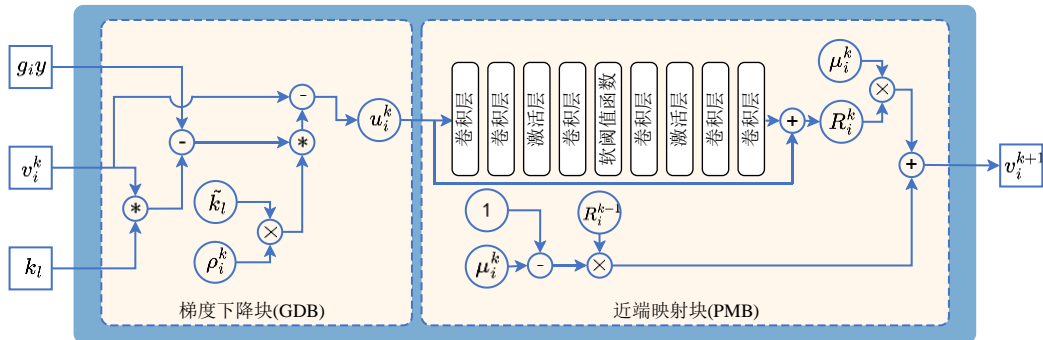 g_i y
v_i^k
k_l
*
-
\tilde{k}_l
ρ_i^k
×
-
*
u_i^k
梯度下降块(GDB)
卷积层
卷积层
激活层
卷积层
软阈值函数
卷积层
激活层
卷积层
卷积层
+
R_i^k
μ_i^k
×
1
μ_i^k
-
R_i^{k-1}
×
+
近端映射块(PMB)
v_i^{k+1}